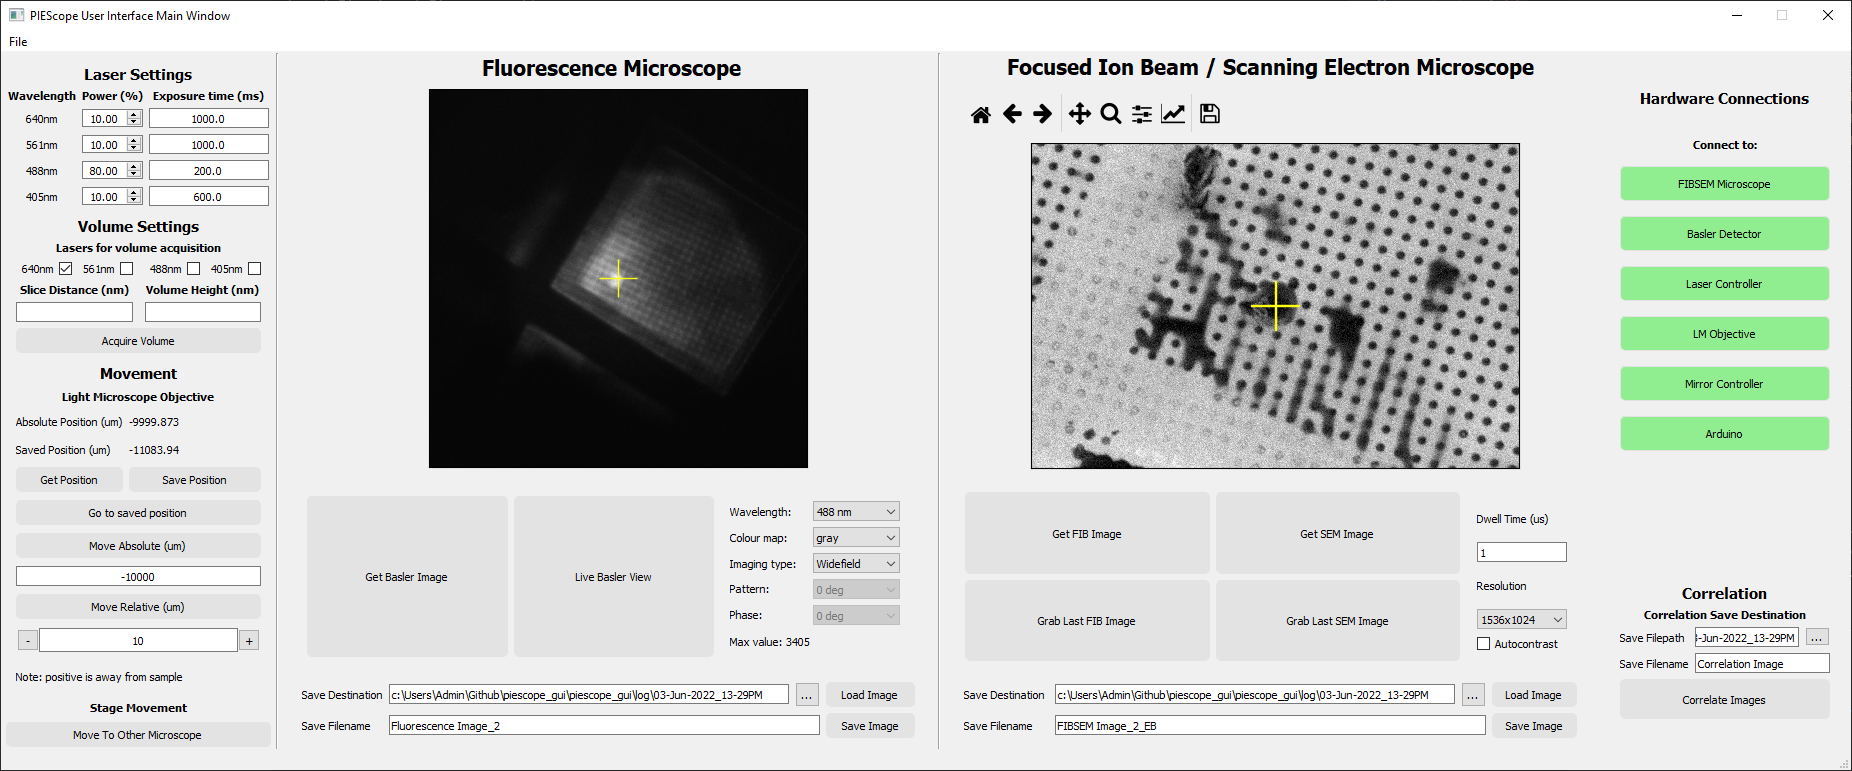 PIEScope User Interface Main Window
File
Laser Settings
Wavelength Power (%) Exposure time (ms)
640nm 10.00 1000.0
561nm 10.00 1000.0
488nm 80.00 200.0
405nm 10.00 600.0
Volume Settings
Lasers for volume acquisition
640nm 561nm 488nm 405nm
Slice Distance (nm) Volume Height (nm)
Acquire Volume
Movement
Light Microscope Objective
Absolute Position (um) -9999.873
Saved Position (um) -11083.94
Get Position Save Position
Go to saved position
Move Absolute (um)
-10000
Move Relative (um)
- 10 +
Note: positive is away from sample
Stage Movement
Move To Other Microscope
Fluorescence Microscope
Get Basler Image
Live Basler View
Wavelength: 488 nm
Colour map: gray
Imaging type: Widefield
Pattern: 0 deg
Phase: 0 deg
Max value: 3405
Save Destination c:\Users\Admin\Github\piescope_gui\piescope_gui\log\03-Jun-2022_13-29PM ... Load Image
Save Filename Fluorescence Image_2 Save Image
Focused Ion Beam / Scanning Electron Microscope
Get FIB Image
Get SEM Image
Grab Last FIB Image
Grab Last SEM Image
Dwell Time (us)
1
Resolution
1536x1024
Autocontrast
Save Destination c:\Users\Admin\Github\piescope_gui\piescope_gui\log\03-Jun-2022_13-29PM ... Load Image
Save Filename FIBSEM Image_2_EB Save Image
Hardware Connections
Connect to:
FIBSEM Microscope
Basler Detector
Laser Controller
LM Objective
Mirror Controller
Arduino
Correlation
Correlation Save Destination
Save Filepath -Jun-2022_13-29PM ...
Save Filename Correlation Image
Correlate Images